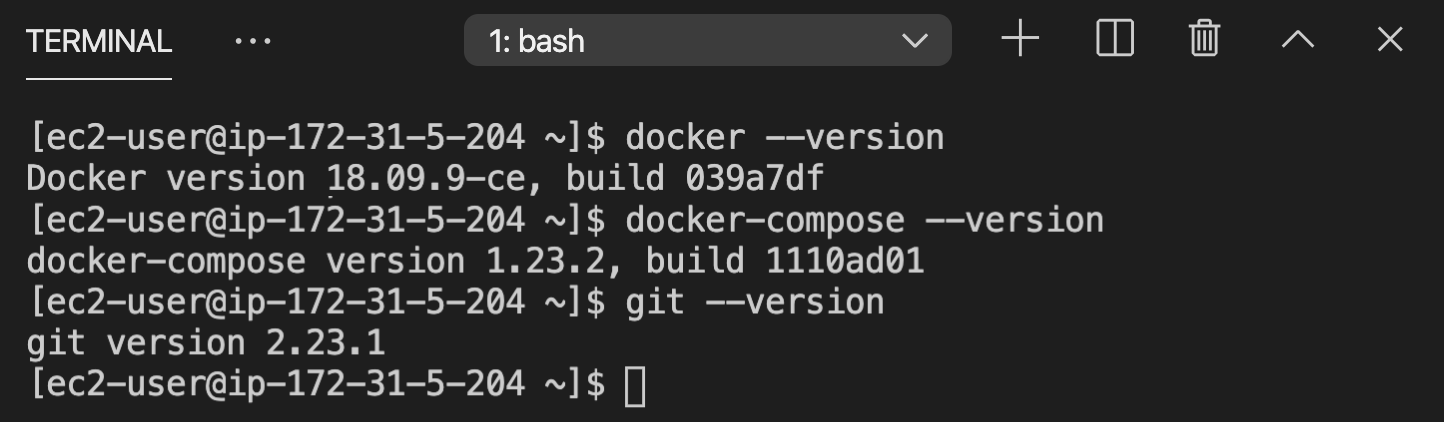 TERMINAL ··· 1: bash
[ec2-user@ip-172-31-5-204 ~]$ docker --version
Docker version 18.09.9-ce, build 039a7df
[ec2-user@ip-172-31-5-204 ~]$ docker-compose --version
docker-compose version 1.23.2, build 1110ad01
[ec2-user@ip-172-31-5-204 ~]$ git --version
git version 2.23.1
[ec2-user@ip-172-31-5-204 ~]$